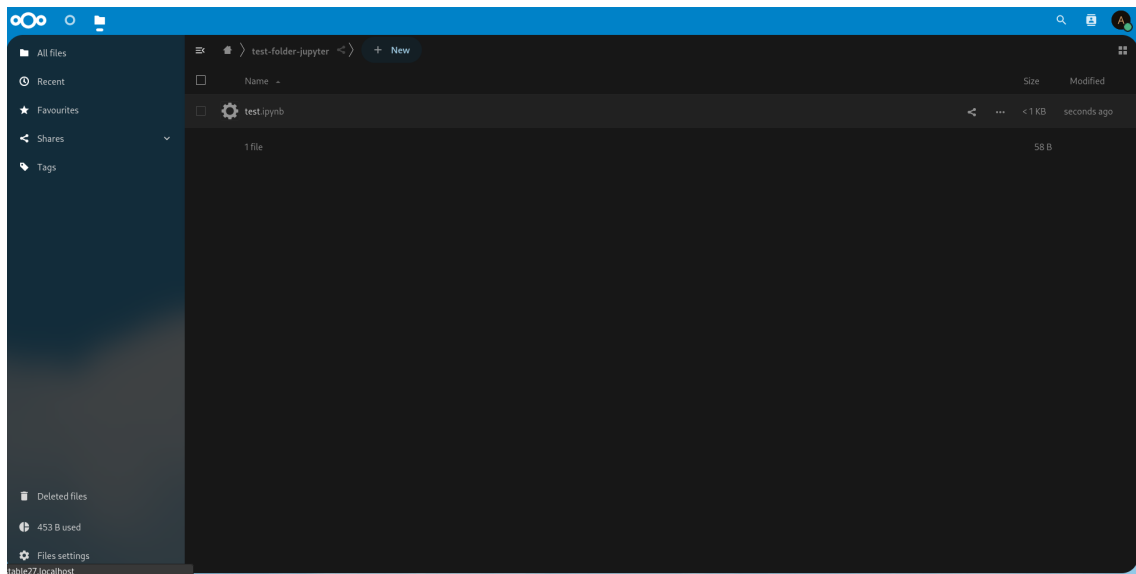 A
All files
Recent
Favourites
Shares
Tags
test-folder-jupyter + New
Name Size Modified
test.ipynb < 1 KB seconds ago
1 file 58 B
Deleted files
453 B used
Files settings
table27.localhost